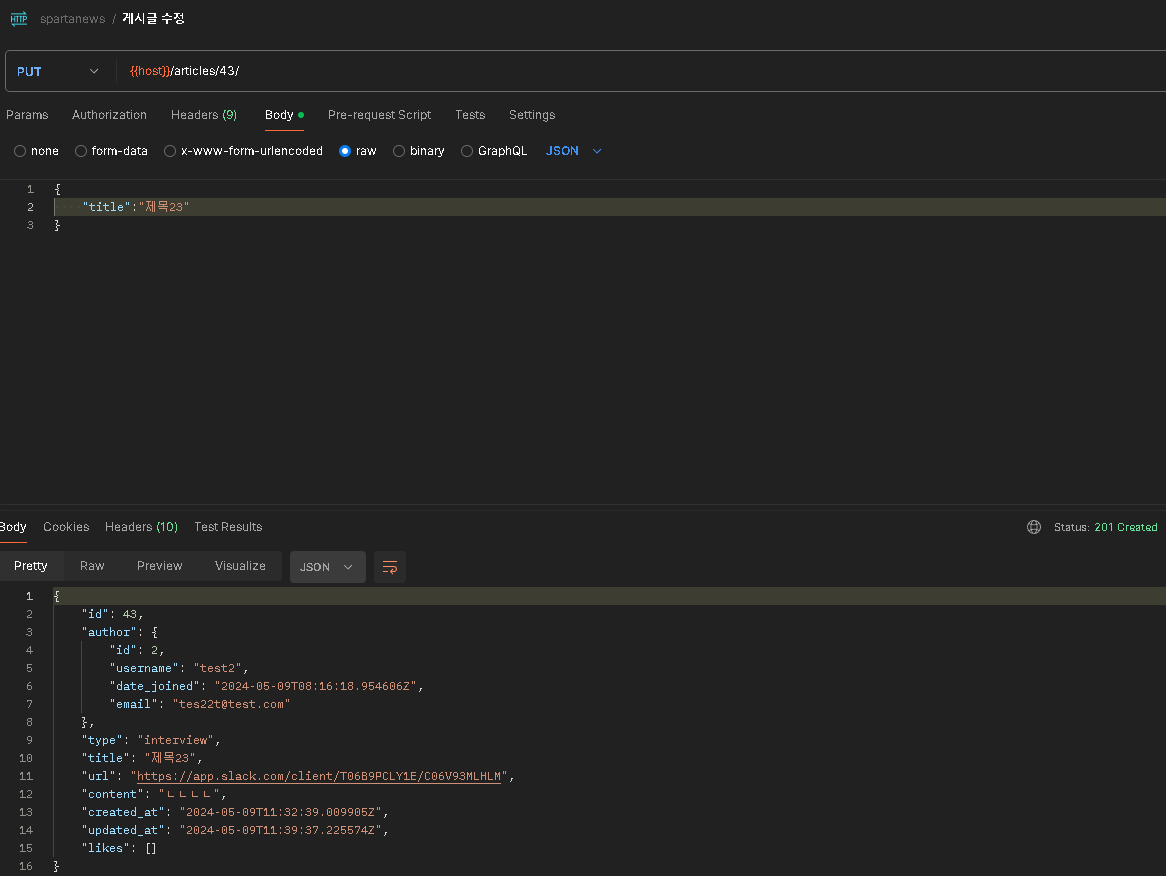 HTTP spartanews / 게시글 수정
PUT {{host}}/articles/43/
Params Authorization Headers (9) Body Pre-request Script Tests Settings
none form-data x-www-form-urlencoded raw binary GraphQL JSON
1 {
2 "title":"제목23"
3 }
Body Cookies Headers (10) Test Results Status: 201 Created
Pretty Raw Preview Visualize JSON
1 {
2 "id": 43,
3 "author": {
4 "id": 2,
5 "username": "test2",
6 "date_joined": "2024-05-09T08:16:18.954606Z",
7 "email": "tes22t@test.com"
8 },
9 "type": "interview",
10 "title": "제목23",
11 "url": "https://app.slack.com/client/T06B9PCLY1E/C06V93MLHLM",
12 "content": "ㄴㄴㄴㄴ",
13 "created_at": "2024-05-09T11:32:39.009905Z",
14 "updated_at": "2024-05-09T11:39:37.225574Z",
15 "likes": []
16 }